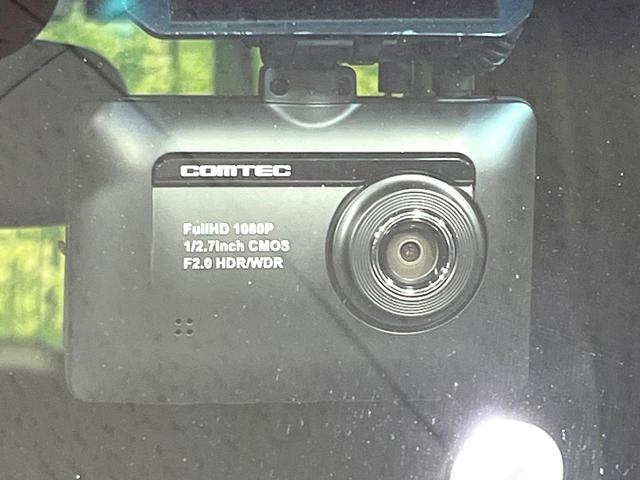 COMTEC
FullHD 1080P
1/2.7inch CMOS
F2.0 HDR/WDR